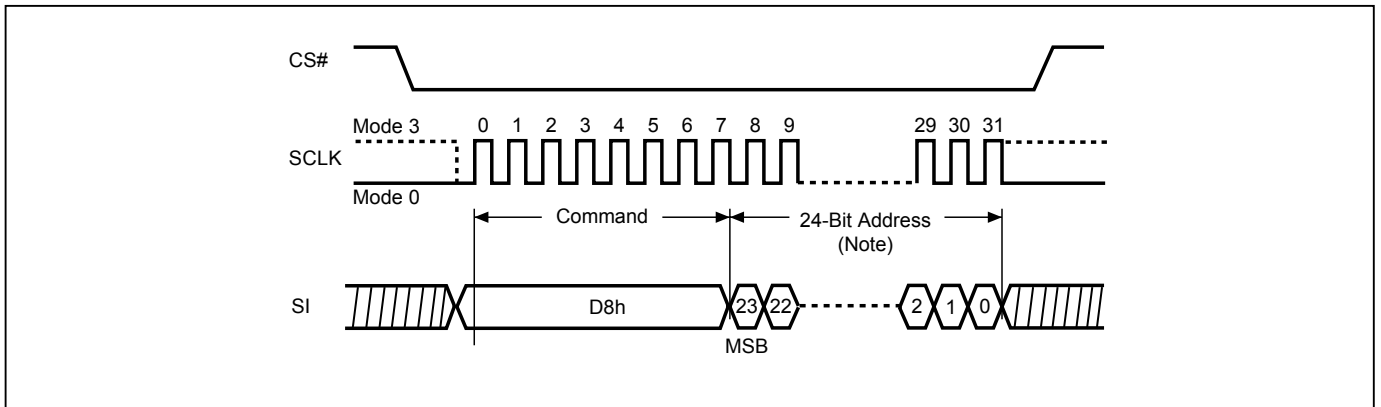 CS#
Mode 3
0 1 2 3 4 5 6 7 8 9 29 30 31
SCLK
Mode 0
Command
24-Bit Address
(Note)
SI
D8h
23 22 2 1 0
MSB